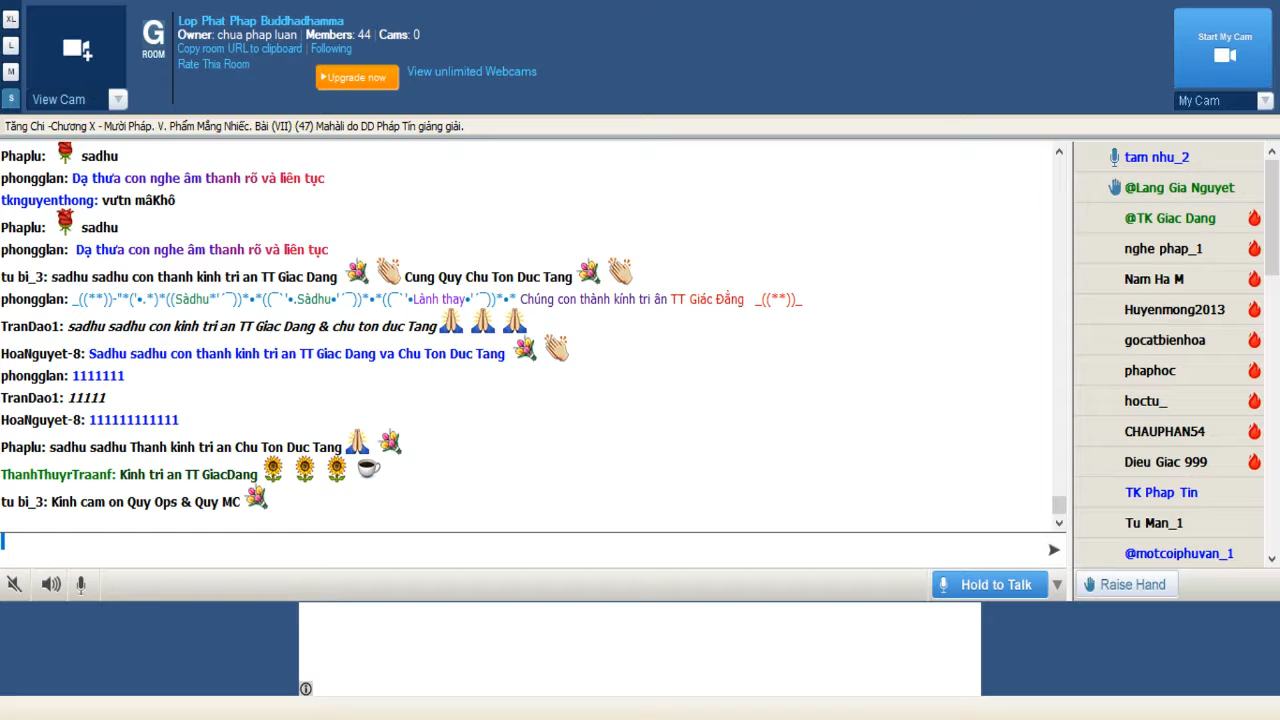 XL
L
M
S
View Cam
G
ROOM
Lop Phat Phap Buddhadhamma
Owner: chua phap luan | Members: 44 | Cams: 0
Copy room URL to clipboard | Following
Rate This Room
Upgrade now
View unlimited Webcams
Start My Cam
My Cam
Tăng Chi -Chương X - Mười Pháp. V. Phẩm Mắng Nhiếc. Bài (VII) (47) Mahàli do DD Pháp Tín giảng giải.
Phaplu: sadhu
phongglan: Dạ thưa con nghe âm thanh rõ và liên tục
tknguyenthong: vưtn mâKhô
Phaplu: sadhu
phongglan: Dạ thưa con nghe âm thanh rõ và liên tục
tu bi_3: sadhu sadhu con thanh kinh tri an TT Giac Dang Cung Quy Chu Ton Duc Tang
phongglan: _((**))-"*('•.*)*((Sàdhu*'´¯))*•*((¯`'•.Sàdhu•'´¯))*•*((¯`'•Lành thay•'´¯))*•* Chúng con thành kính tri ân TT Giác Đẳng _((**))_
TranDao1: sadhu sadhu con kinh tri an TT Giac Dang & chu ton duc Tang
HoaNguyet-8: Sadhu sadhu con thanh kinh tri an TT Giac Dang va Chu Ton Duc Tang
phongglan: 1111111
TranDao1: 11111
HoaNguyet-8: 111111111111
Phaplu: sadhu sadhu Thanh kinh tri an Chu Ton Duc Tang
ThanhThuyrTraanf: Kinh tri an TT GiacDang
tu bi_3: Kinh cam on Quy Ops & Quy MC
tam nhu_2
@Lang Gia Nguyet
@TK Giac Dang
nghe phap_1
Nam Ha M
Huyenmong2013
gocatbienhoa
phaphoc
hoctu_
CHAUPHAN54
Dieu Giac 999
TK Phap Tin
Tu Man_1
@motcoiphuvan_1
Hold to Talk
Raise Hand